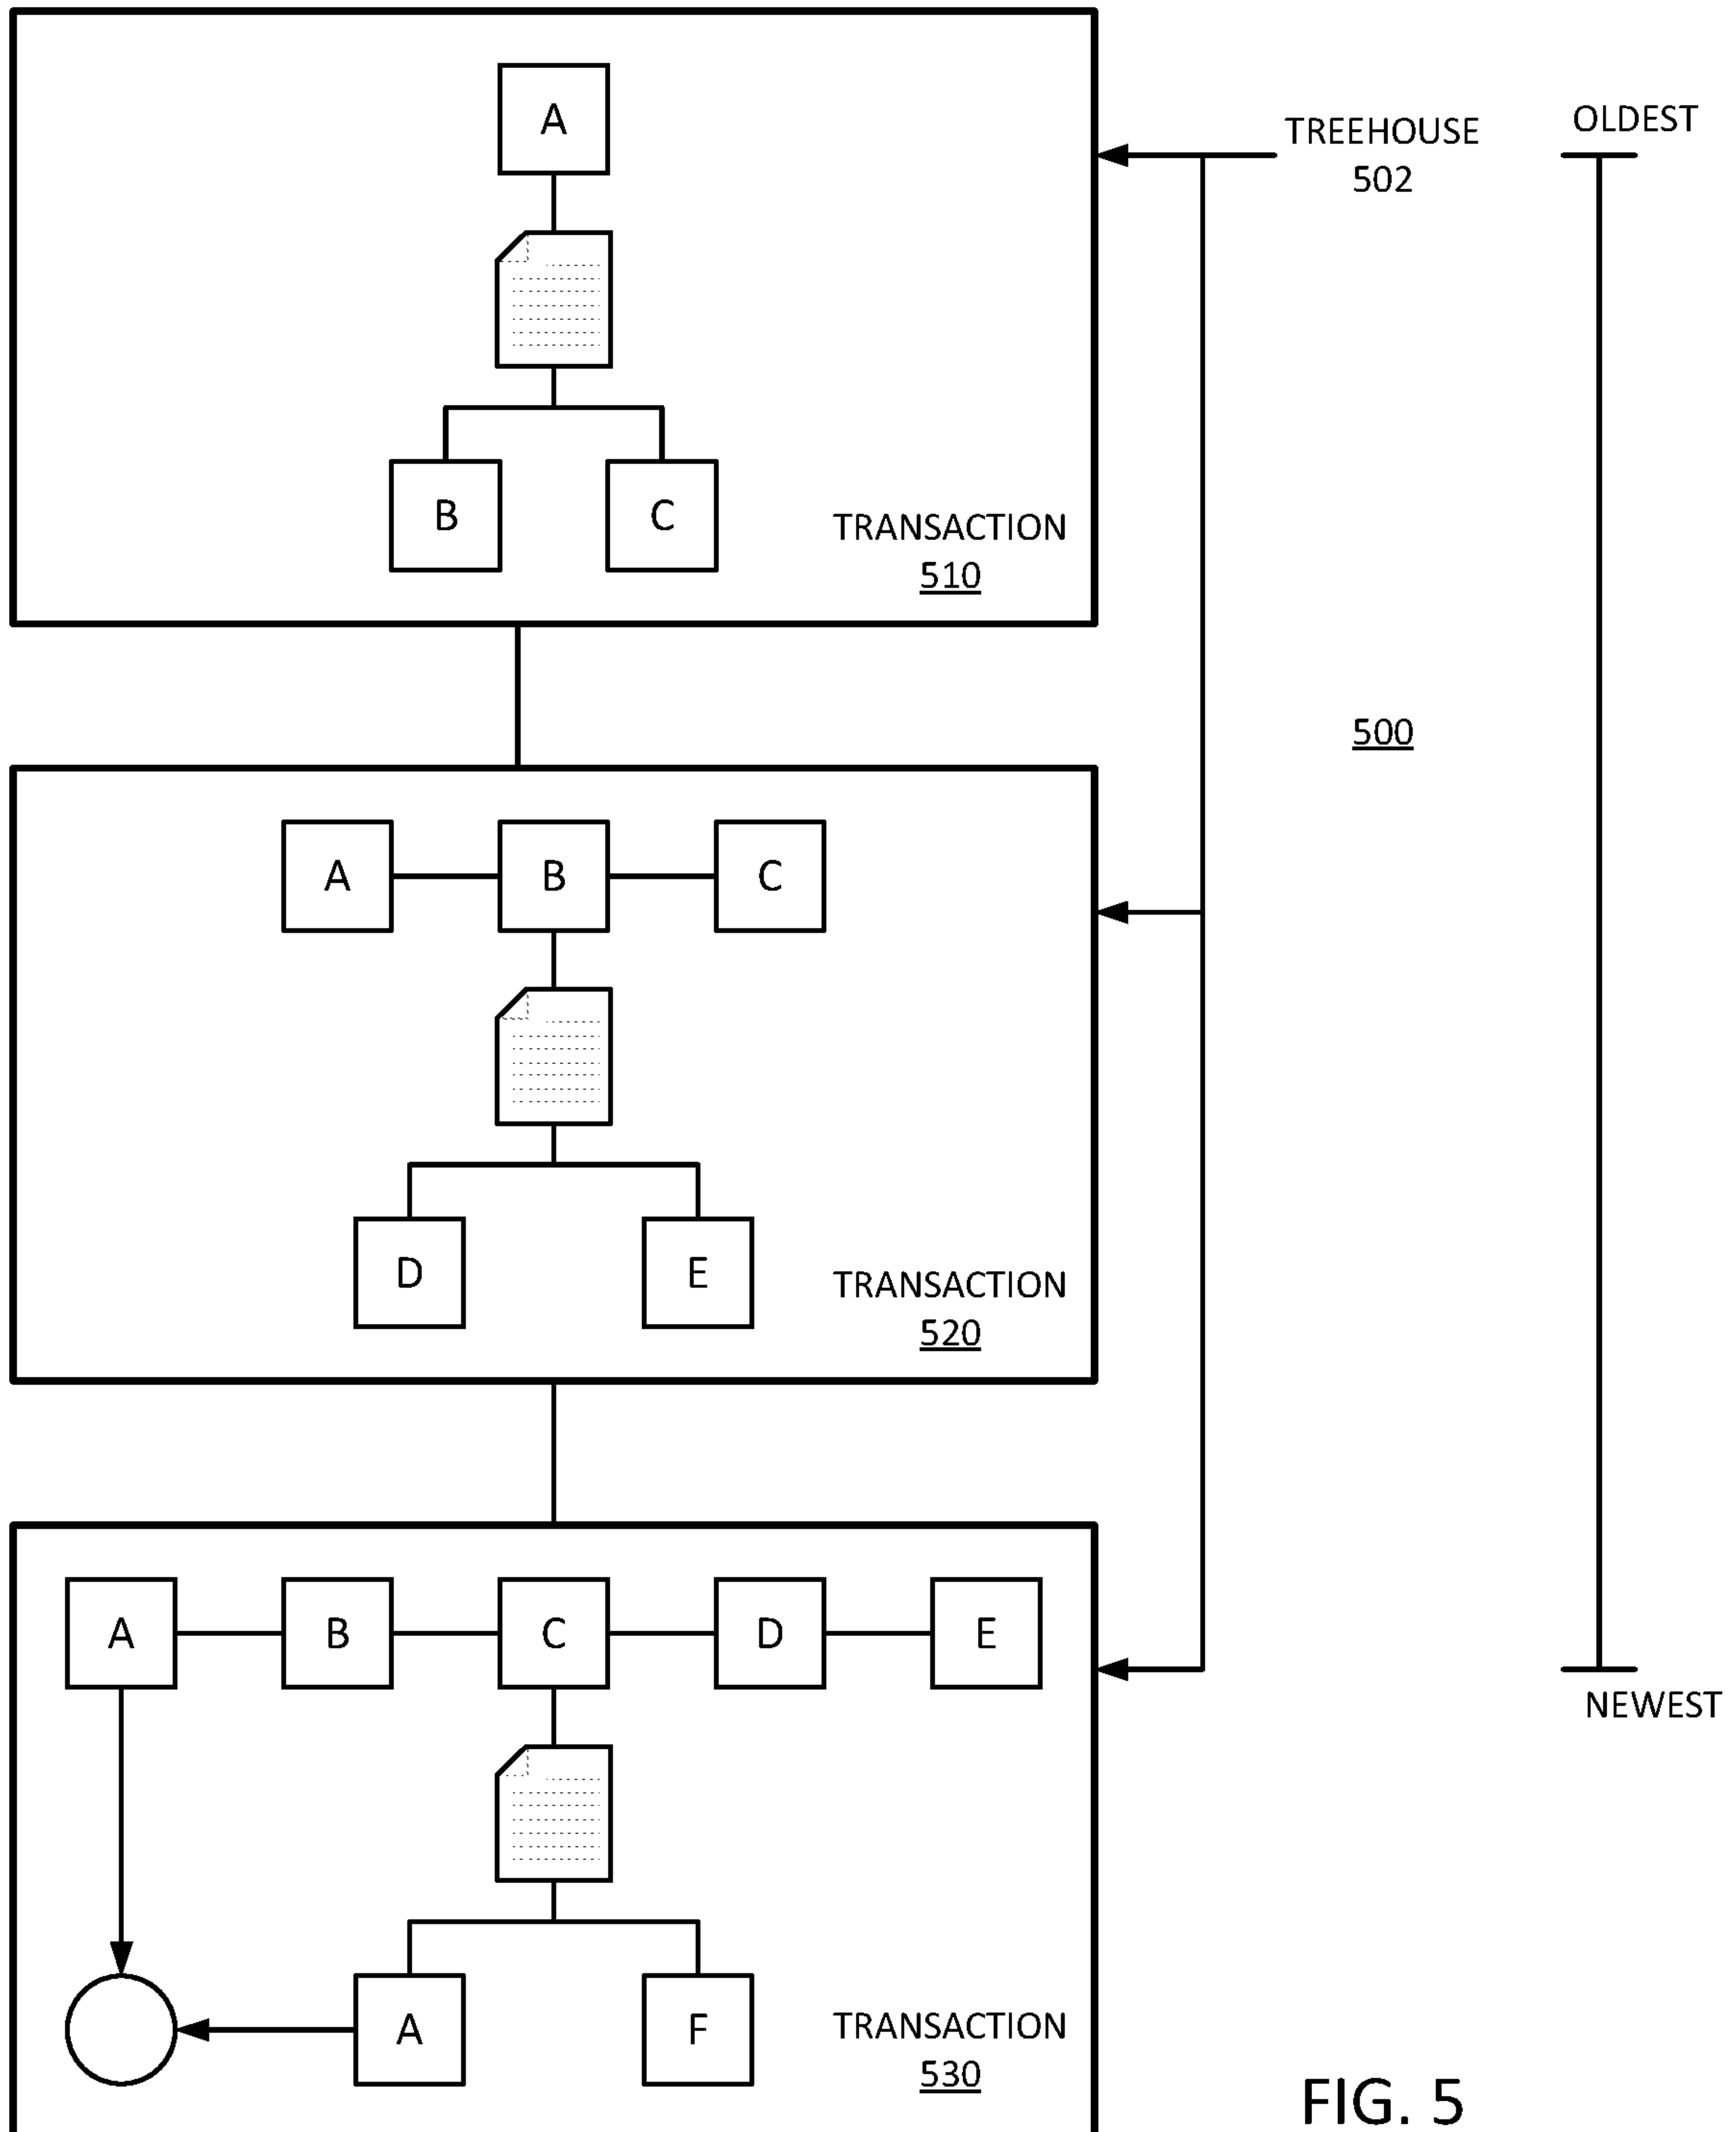 A
TREEHOUSE
502
OLDEST
B
C
TRANSACTION
510
500
A
B
C
D
E
TRANSACTION
520
A
B
C
D
E
NEWEST
A
F
TRANSACTION
530
FIG. 5